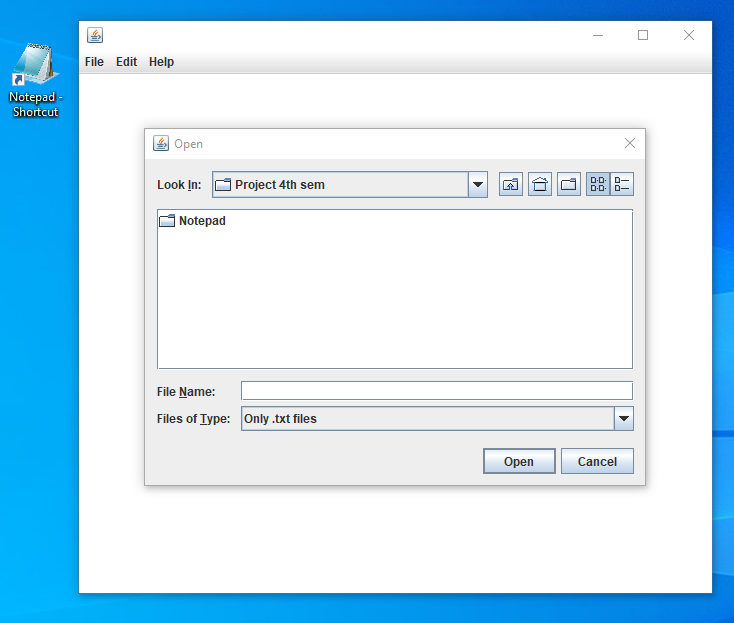 Notepad -
Shortcut
File Edit Help
Open
Look In: Project 4th sem
Notepad
File Name:
Files of Type: Only .txt files
Open Cancel